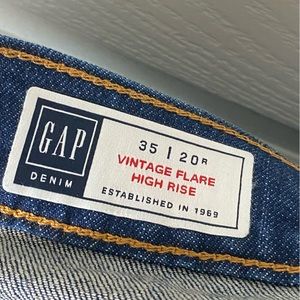 GAP
DENIM
35 | 20R
VINTAGE FLARE
HIGH RISE
ESTABLISHED IN 1969